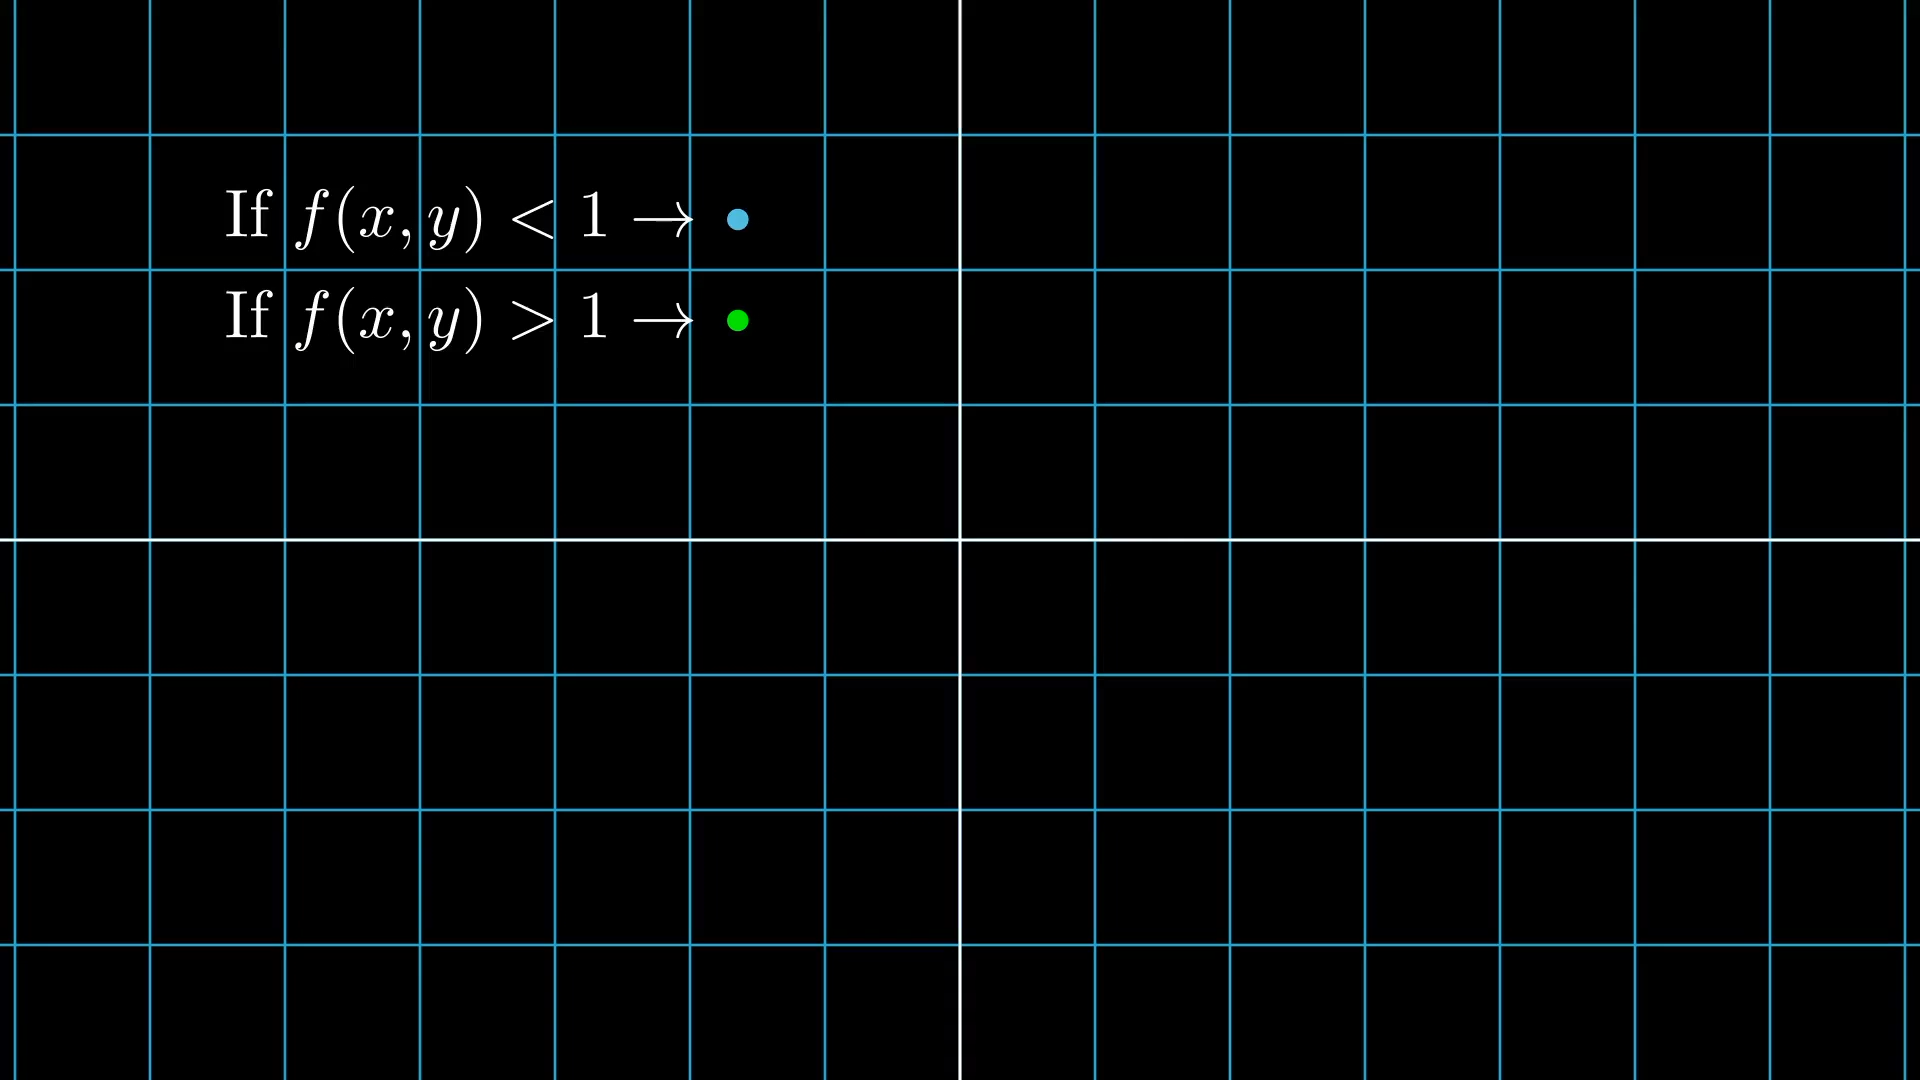 If f(x, y) < 1 → •
If f(x, y) > 1 → •